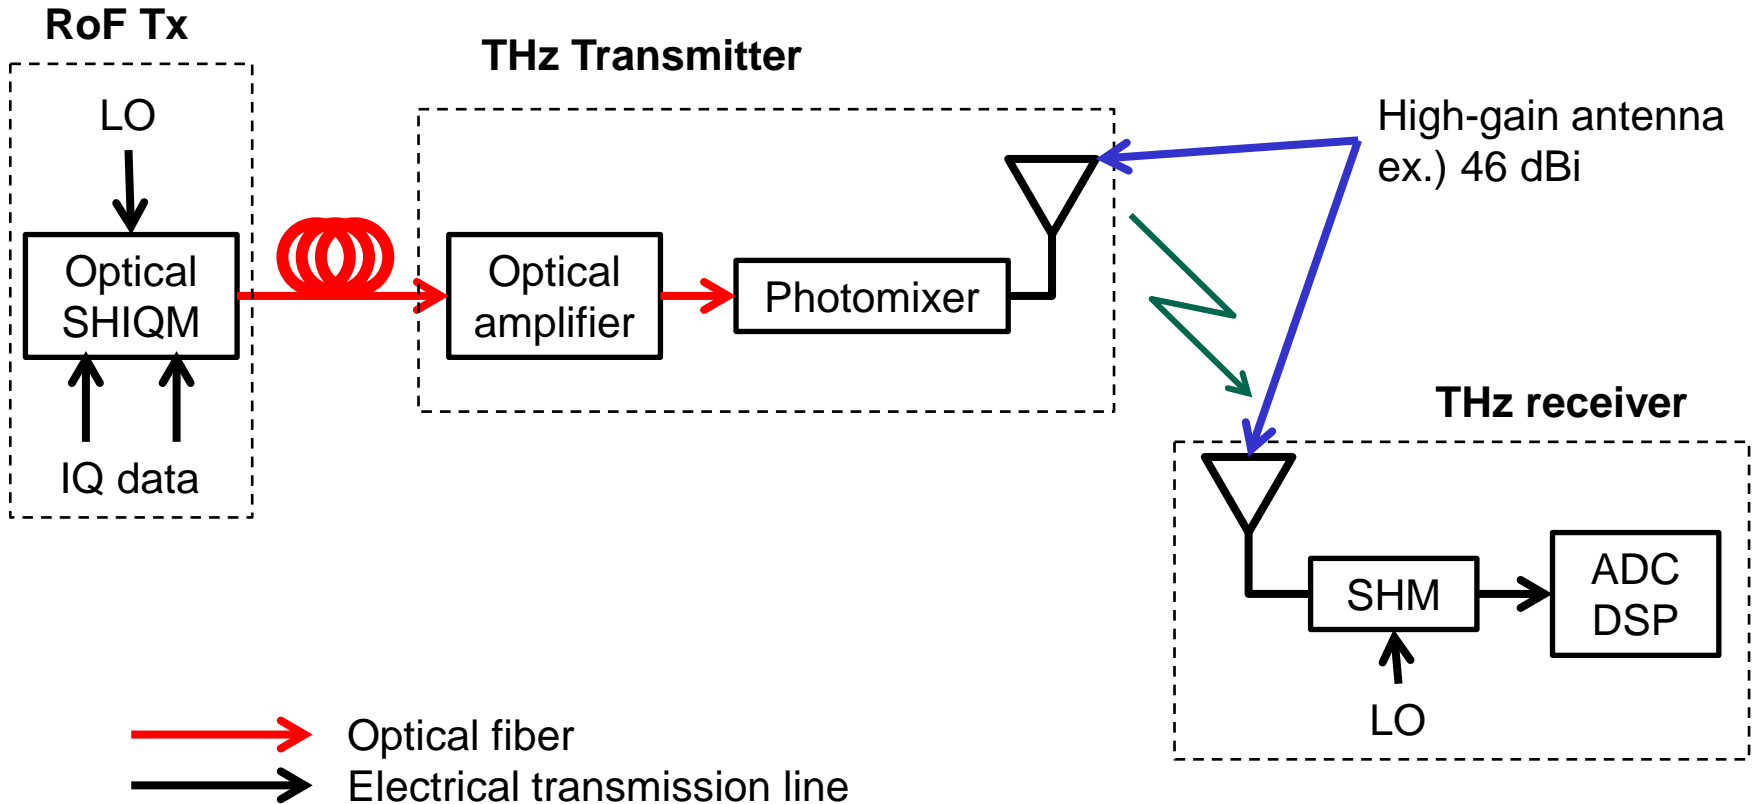 RoF Tx
THz Transmitter
LO
High-gain antenna
ex.) 46 dBi
Optical
SHIQM
Optical
amplifier
Photomixer
IQ data
THz receiver
SHM
ADC
DSP
LO
Optical fiber
Electrical transmission line